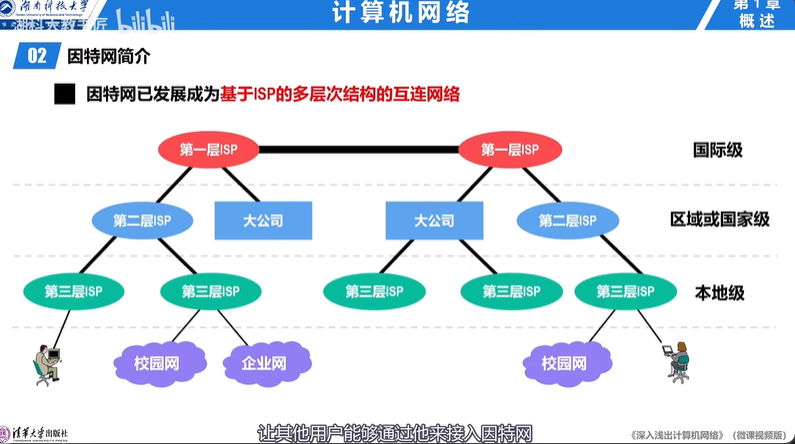 湖南科技大学
Hunan University of Science and Technology
计算机网络
第1章
概述
湖科大教书匠
bilibili
02 因特网简介
因特网已发展成为基于ISP的多层次结构的互连网络
第一层ISP 第一层ISP 国际级
第二层ISP 大公司 大公司 第二层ISP 区域或国家级
第三层ISP 第三层ISP 第三层ISP 第三层ISP 第三层ISP 本地级
校园网 企业网 校园网
清华大学出版社
TSINGHUA UNIVERSITY PRESS
让其他用户能够通过他来接入因特网
《深入浅出计算机网络》（微课视频版）